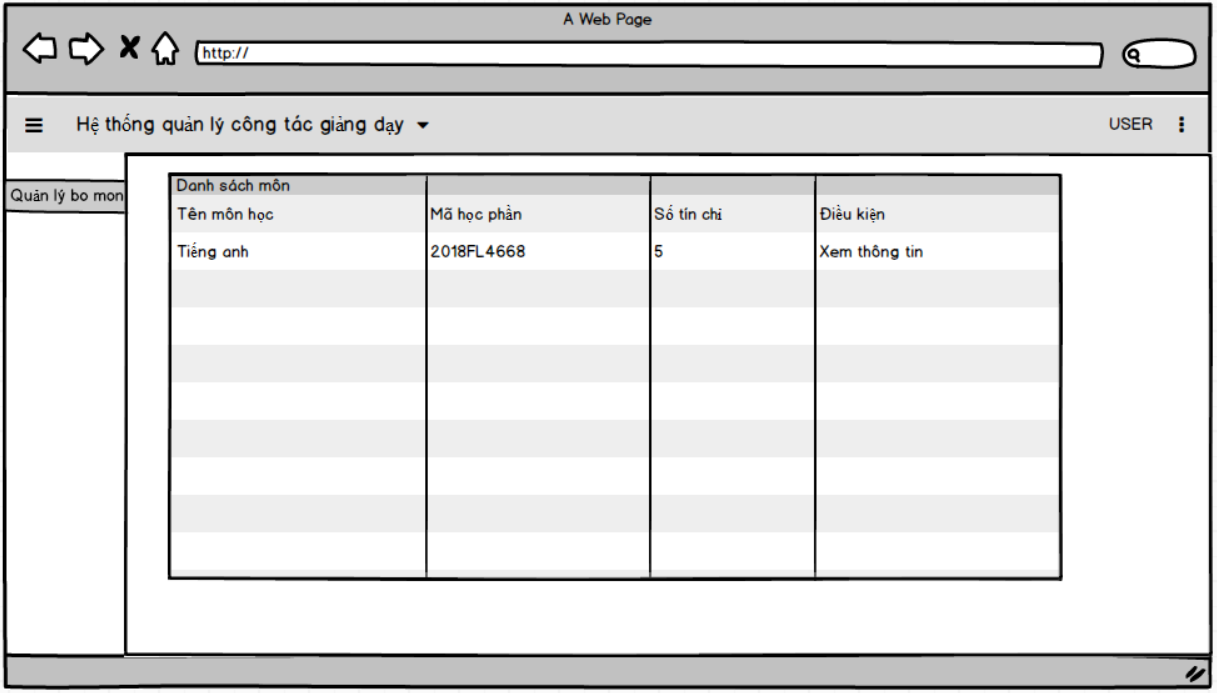 A Web Page
http://
Hệ thống quản lý công tác giảng dạy USER
Quản lý bo mon
Danh sách môn
Tên môn học Mã học phần Số tín chỉ Điều kiện
Tiếng anh 2018FL4668 5 Xem thông tin